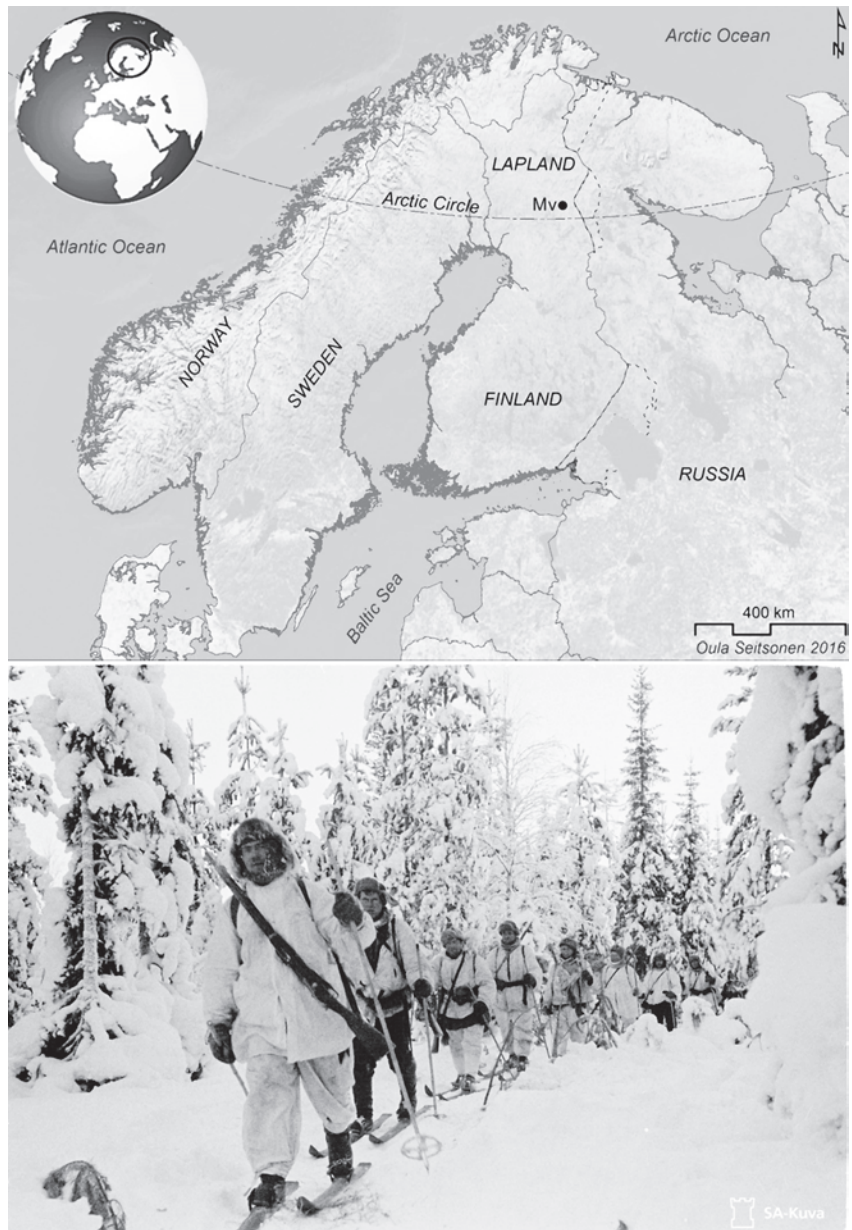 Arctic Ocean
N
LAPLAND
Arctic Circle
Mv
Atlantic Ocean
NORWAY
SWEDEN
FINLAND
RUSSIA
Baltic Sea
400 km
Oula Seitsonen 2016
SA-Kuva